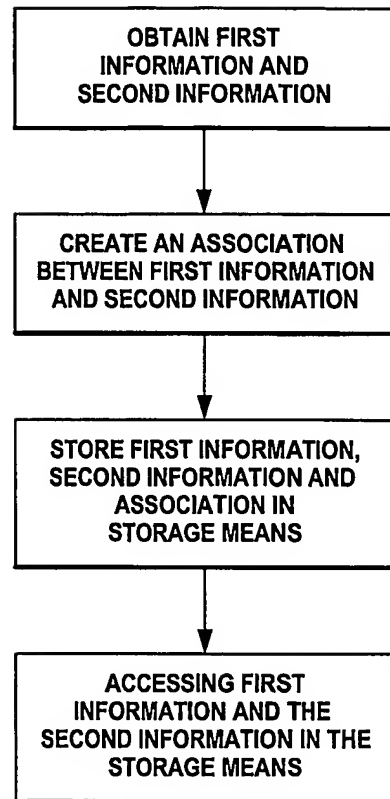 OBTAIN FIRST
INFORMATION AND
SECOND INFORMATION
CREATE AN ASSOCIATION
BETWEEN FIRST INFORMATION
AND SECOND INFORMATION
STORE FIRST INFORMATION,
SECOND INFORMATION AND
ASSOCIATION IN
STORAGE MEANS
ACCESSING FIRST
INFORMATION AND THE
SECOND INFORMATION IN THE
STORAGE MEANS